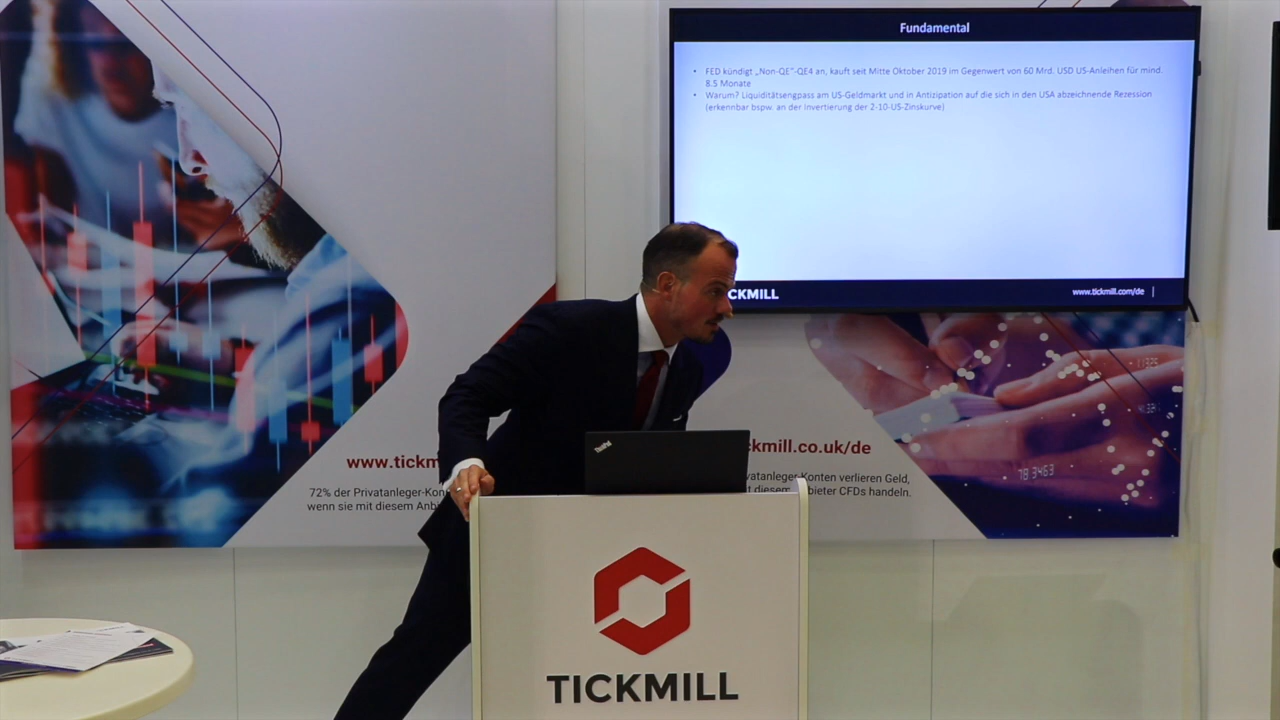 Fundamental
• FED kündigt „Non-QE"-QE4 an, kauft seit Mitte Oktober 2019 im Gegenwert von 60 Mrd. USD US-Anleihen für mind.
8.5 Monate
• Warum? Liquiditätsengpass am US-Geldmarkt und in Antizipation auf die sich in den USA abzeichnende Rezession
(erkennbar bspw. an der Invertierung der 2-10-US-Zinskurve)
CKMILL
www.tickmill.com/de
www.tickm
ckmill.co.uk/de
72% der Privatanleger-Kon
vatanleger-Konten verlieren Geld,
wenn sie mit diesem Anb
t diesem Anbieter CFDs handeln.
78.3463
ThinkPad
TICKMILL